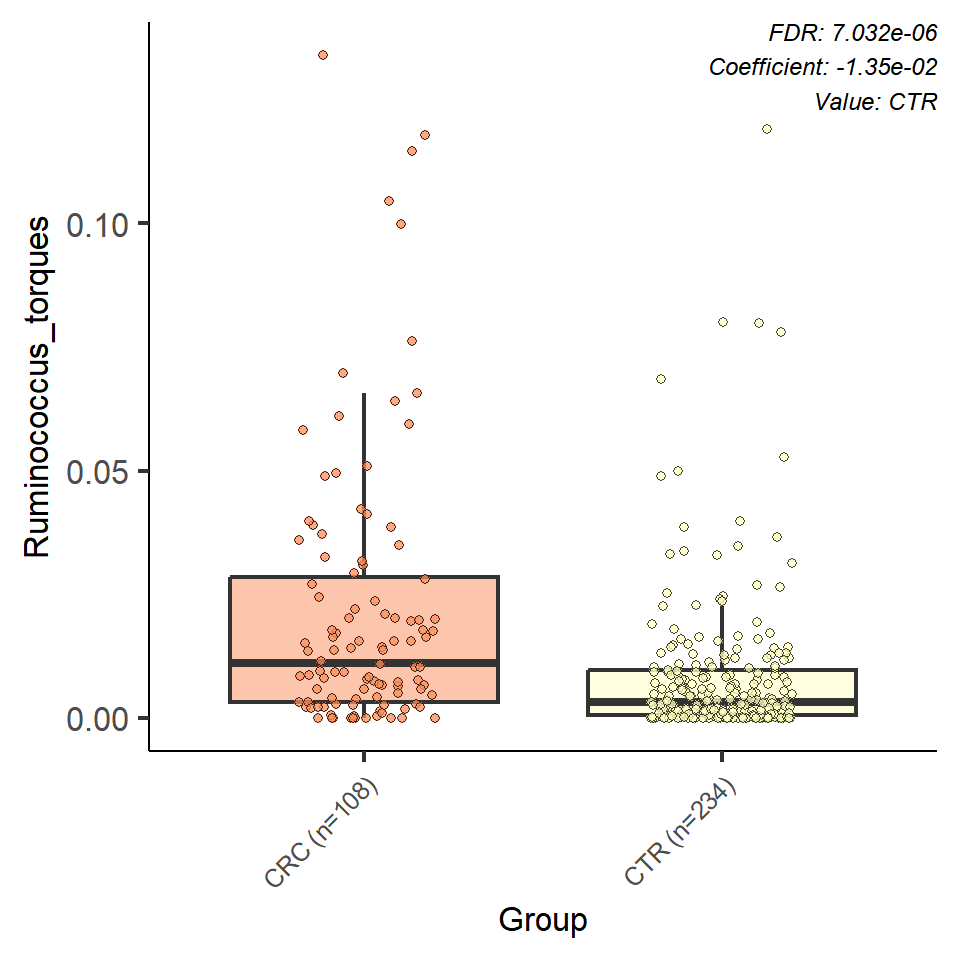 FDR: 7.032e-06
Coefficient: -1.35e-02
Value: CTR
Ruminococcus_torques
0.10
0.05
0.00
CRC (n=108)
CTR (n=234)
Group